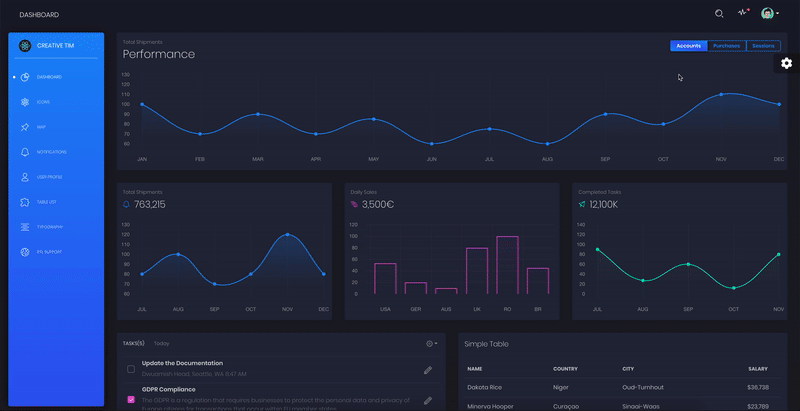 DASHBOARD
CREATIVE TIM
DASHBOARD
ICONS
MAP
NOTIFICATIONS
USER PROFILE
TABLE LIST
TYPOGRAPHY
RTL SUPPORT
Total Shipments
Performance
Accounts Purchases Sessions
130
120
110
100
90
80
70
60
JAN FEB MAR APR MAY JUN JUL AUG SEP OCT NOV DEC
Total Shipments
763,215
130
120
110
100
90
80
70
60
JUL AUG SEP OCT NOV DEC
Daily Sales
3,500€
120
100
80
60
40
20
0
USA GER AUS UK RO BR
Completed Tasks
12,100K
140
120
100
80
60
40
20
0
JUL AUG SEP OCT NOV
TASKS(5) Today
Update the Documentation
Dwuamish Head, Seattle, WA 8:47 AM
GDPR Compliance
The GDPR is a regulation that requires businesses to protect the personal data and privacy of
Europe citizens for transactions that occur within EU member states.
Simple Table
NAME COUNTRY CITY SALARY
Dakota Rice Niger Oud-Turnhout $36,738
Minerva Hooper Curaçao Sinaai-Waas $23,789